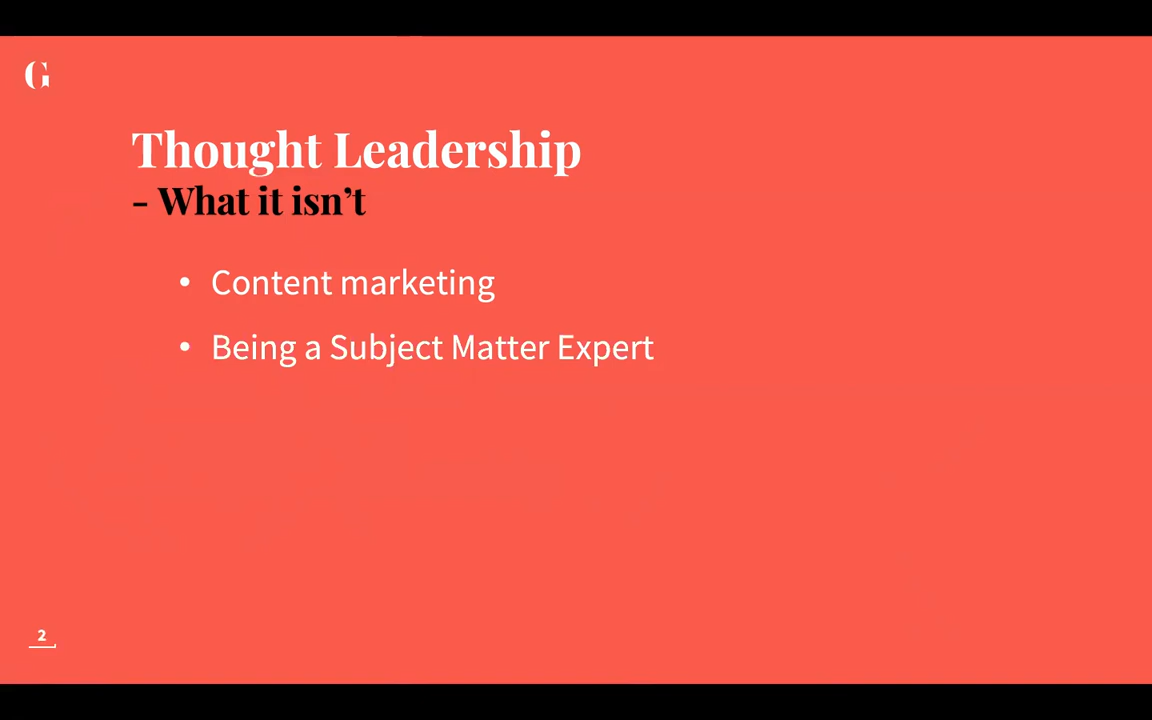 G
Thought Leadership
- What it isn’t
• Content marketing
• Being a Subject Matter Expert
2